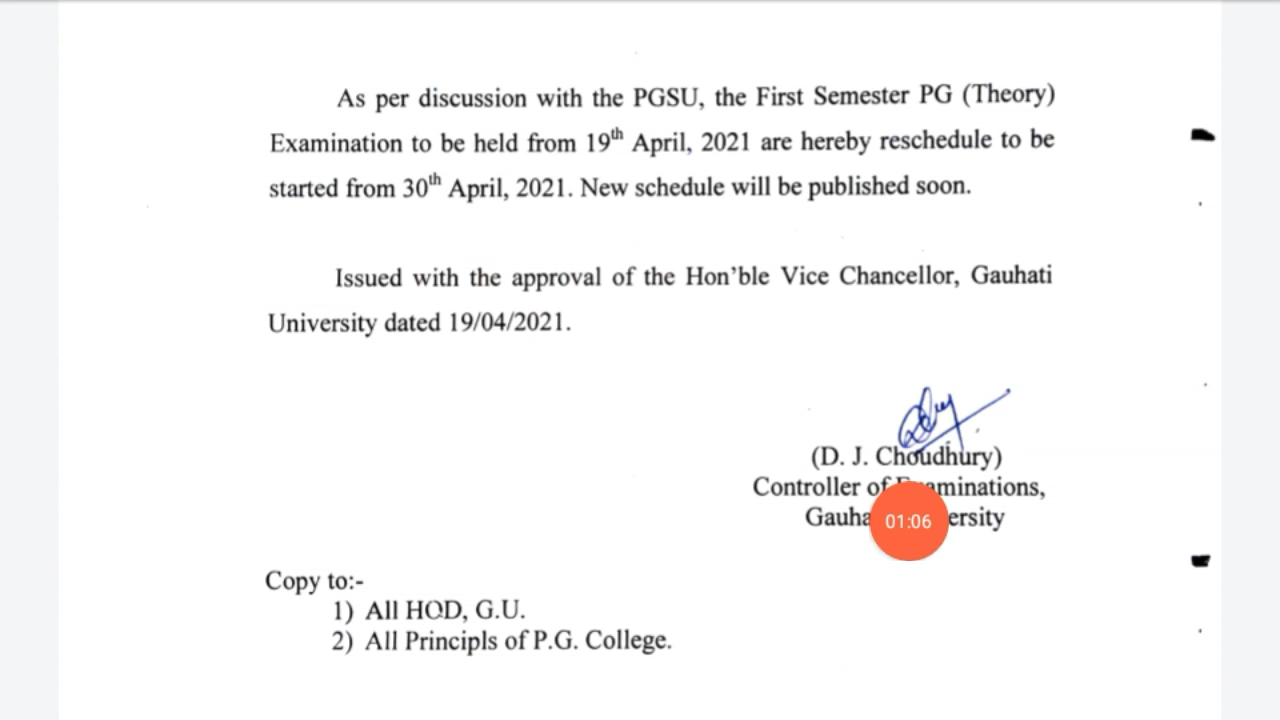 As per discussion with the PGSU, the First Semester PG (Theory)
Examination to be held from 19th April, 2021 are hereby reschedule to be
started from 30th April, 2021. New schedule will be published soon.
Issued with the approval of the Hon'ble Vice Chancellor, Gauhati
University dated 19/04/2021.
(D. J. Choudhury)
Controller of Examinations,
Gauha ersity
01:06
Copy to:-
1) All HOD, G.U.
2) All Principls of P.G. College.